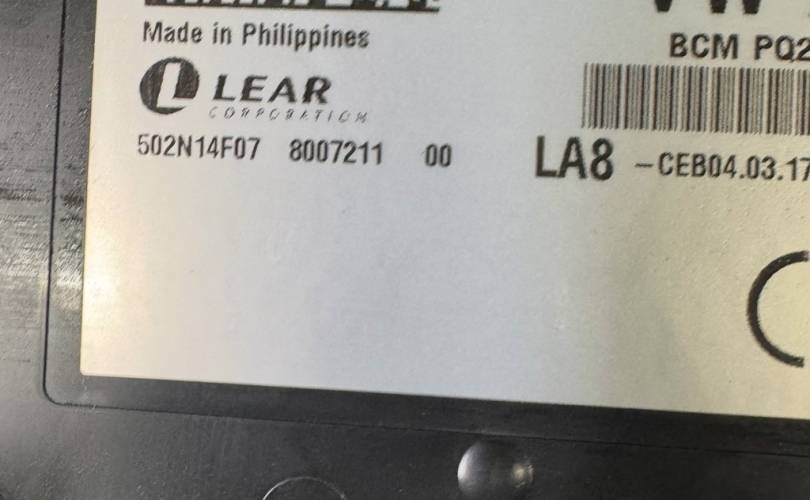 Made in Philippines
BCM PQ2
LEAR
CORPORATION
502N14F07 8007211 00
LA8 -CEB04.03.17